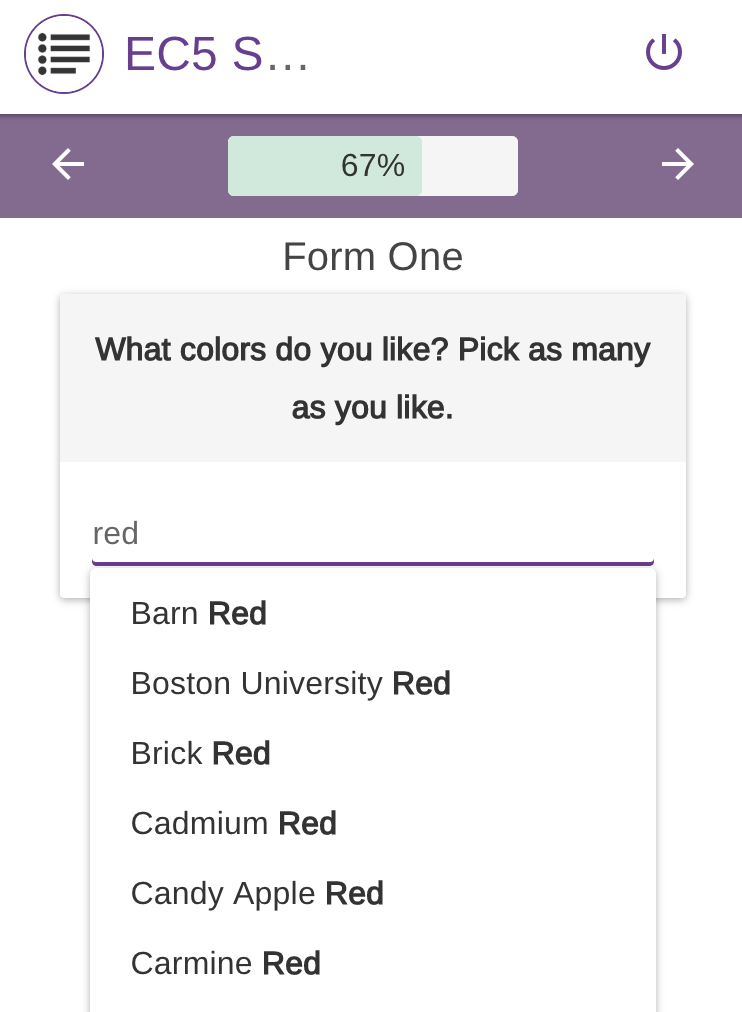 EC5 S...
67%
Form One
What colors do you like? Pick as many
as you like.
red
Barn Red
Boston University Red
Brick Red
Cadmium Red
Candy Apple Red
Carmine Red